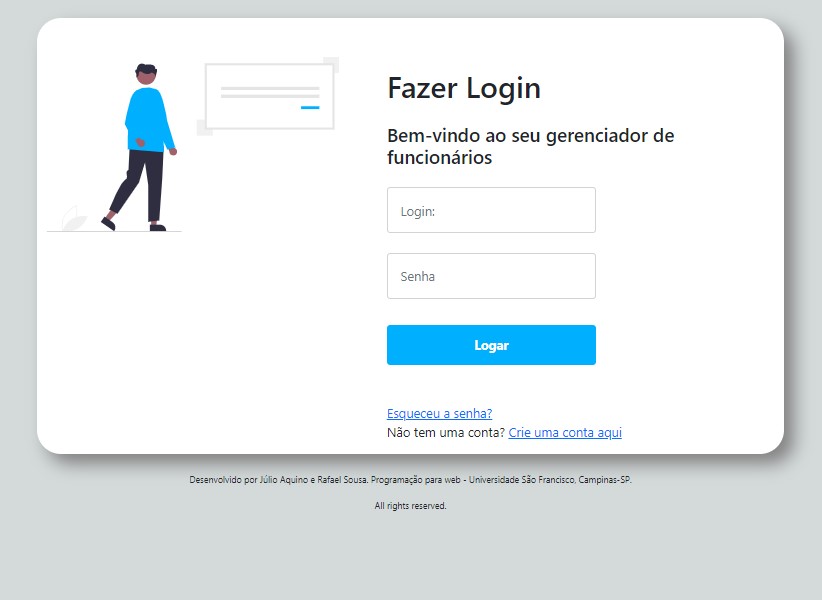 Fazer Login
Bem-vindo ao seu gerenciador de
funcionários
Login:
Senha
Logar
Esqueceu a senha?
Não tem uma conta? Crie uma conta aqui
Desenvolvido por Júlio Aquino e Rafael Sousa. Programação para web - Universidade São Francisco, Campinas-SP.
All rights reserved.